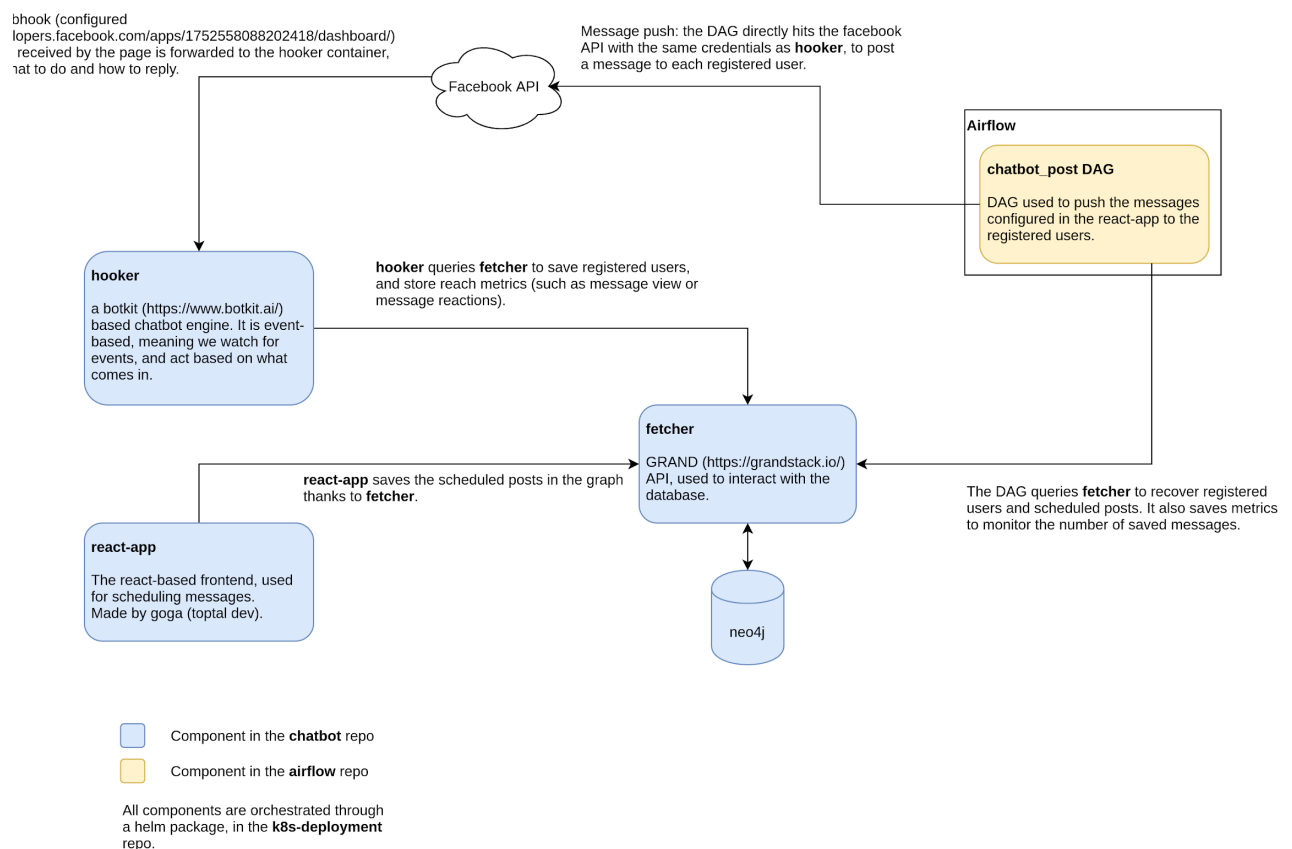 bhook (configured
lopers.facebook.com/apps/1752558088202418/dashboard/)
received by the page is forwarded to the hooker container,
hat to do and how to reply.
Message push: the DAG directly hits the facebook
API with the same credentials as hooker, to post
a message to each registered user.
Facebook API
Airflow
chatbot_post DAG
DAG used to push the messages
configured in the react-app to the
registered users.
hooker
a botkit (https://www.botkit.ai/)
based chatbot engine. It is event-
based, meaning we watch for
events, and act based on what
comes in.
hooker queries fetcher to save registered users,
and store reach metrics (such as message view or
message reactions).
fetcher
GRAND (https://grandstack.io/)
API, used to interact with the
database.
react-app saves the scheduled posts in the graph
thanks to fetcher.
The DAG queries fetcher to recover registered
users and scheduled posts. It also saves metrics
to monitor the number of saved messages.
react-app
The react-based frontend, used
for scheduling messages.
Made by goga (toptal dev).
neo4j
Component in the chatbot repo
Component in the airflow repo
All components are orchestrated through
a helm package, in the k8s-deployment
repo.